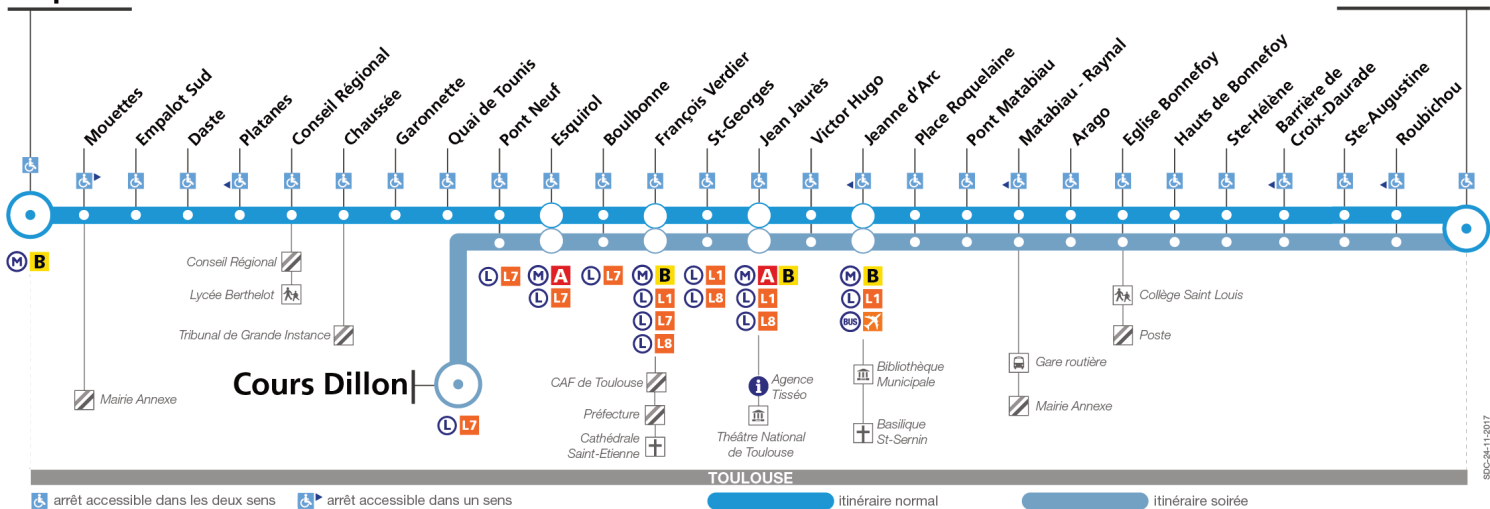 Mouettes
Empalot Sud
Daste
Platanes
Conseil Régional
Chaussée
Garonnette
Quai de Tounis
Pont Neuf
Esquirol
Boulbonne
François Verdier
St-Georges
Jean Jaurès
Victor Hugo
Jeanne d'Arc
Place Roquelaine
Pont Matabiau
Matabiau - Raynal
Arago
Eglise Bonnefoy
Hauts de Bonnefoy
Ste-Hélène
Barrière de
Croix-Daurade
Ste-Augustine
Roubichou
M B
L L7
M A
L L7
L L7
M B
L L1
L L7
L L8
L L1
L L8
M A B
L L1
L L8
M B
L L1
BUS
Mairie Annexe
Conseil Régional
Lycée Berthelot
Tribunal de Grande Instance
Cours Dillon
L L7
CAF de Toulouse
Préfecture
Cathédrale
Saint-Etienne
i Agence
Tisséo
Théâtre National
de Toulouse
Bibliothèque
Municipale
Basilique
St-Sernin
Gare routière
Mairie Annexe
Collège Saint Louis
Poste
SDC-24-11-2017
TOULOUSE
arrêt accessible dans les deux sens
arrêt accessible dans un sens
itinéraire normal
itinéraire soirée